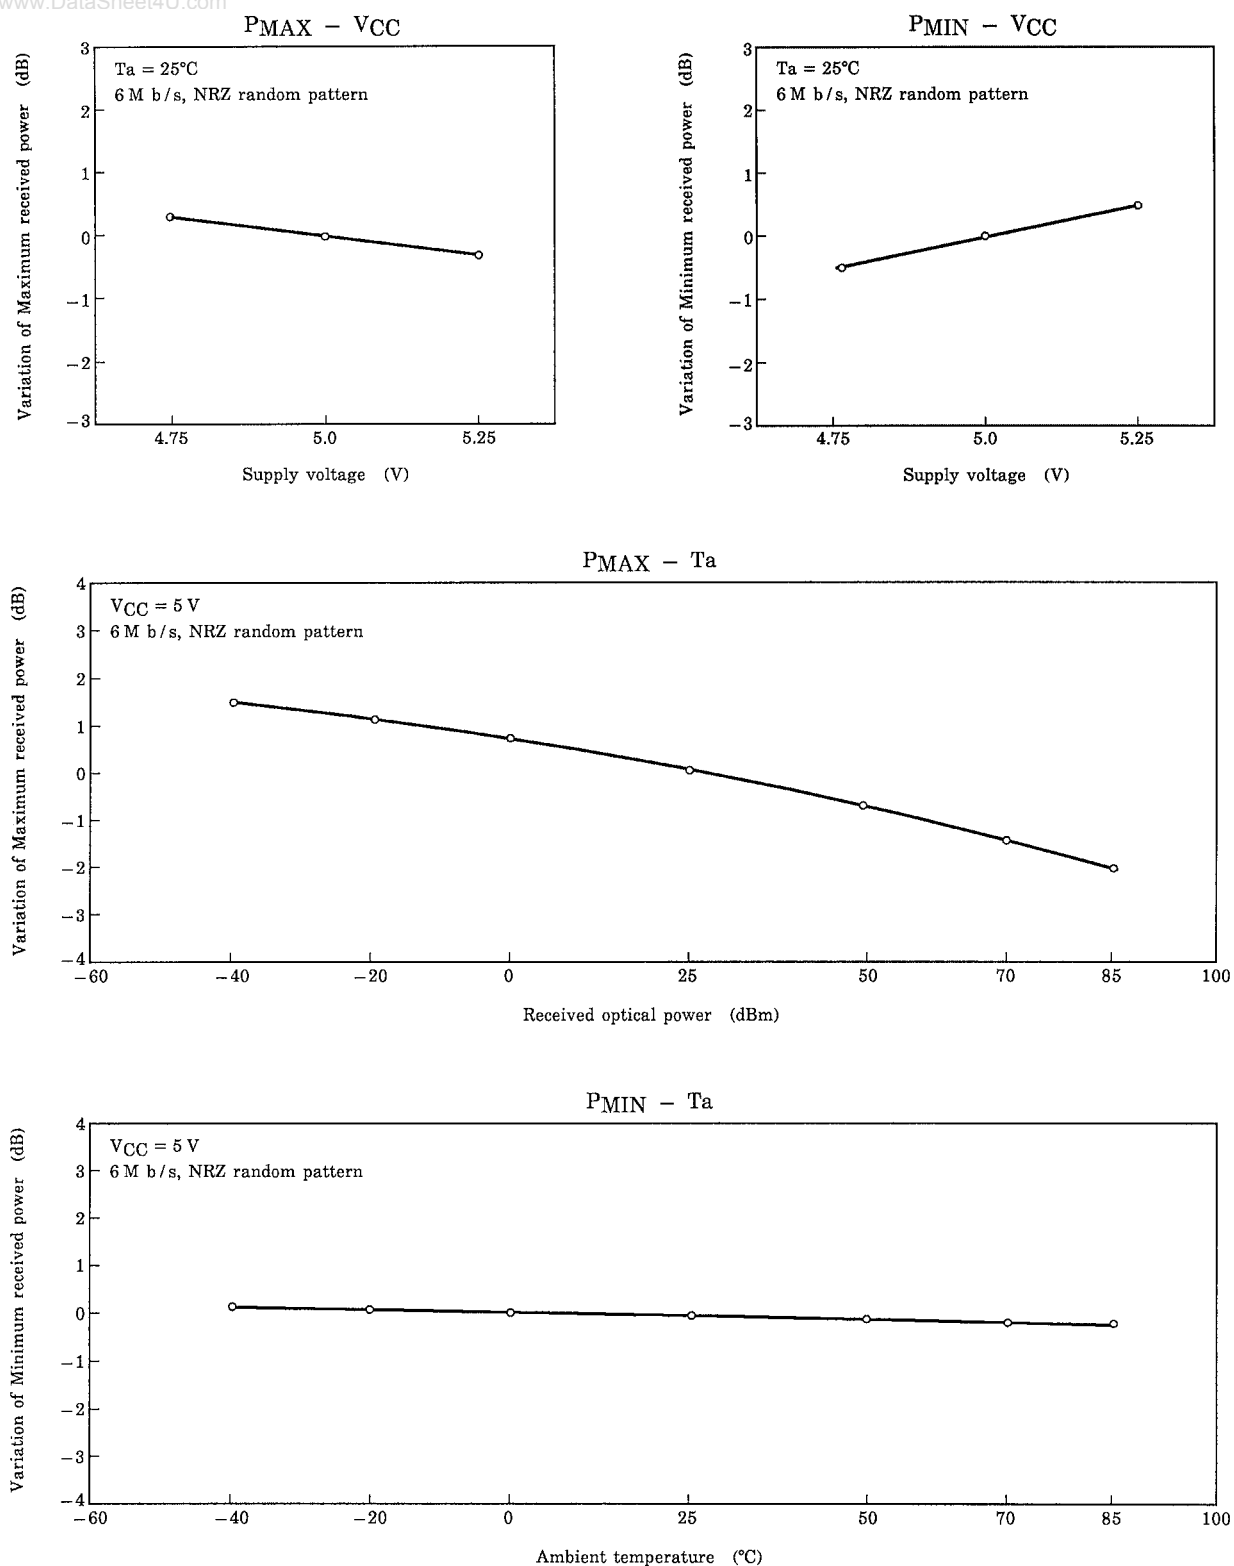 www.DataSheet4U.com
PMAX – VCC
Variation of Maximum received power (dB)
Ta = 25°C
6 M b/s, NRZ random pattern
3
2
1
0
−1
−2
−3
4.75 5.0 5.25
Supply voltage (V)
PMIN – VCC
Variation of Minimum received power (dB)
Ta = 25°C
6 M b/s, NRZ random pattern
3
2
1
0
−1
−2
−3
4.75 5.0 5.25
Supply voltage (V)
PMAX – Ta
Variation of Maximum received power (dB)
VCC = 5 V
6 M b/s, NRZ random pattern
4
3
2
1
0
−1
−2
−3
−4
−60 −40 −20 0 25 50 70 85 100
Received optical power (dBm)
PMIN – Ta
Variation of Minimum received power (dB)
VCC = 5 V
6 M b/s, NRZ random pattern
4
3
2
1
0
−1
−2
−3
−4
−60 −40 −20 0 25 50 70 85 100
Ambient temperature (°C)